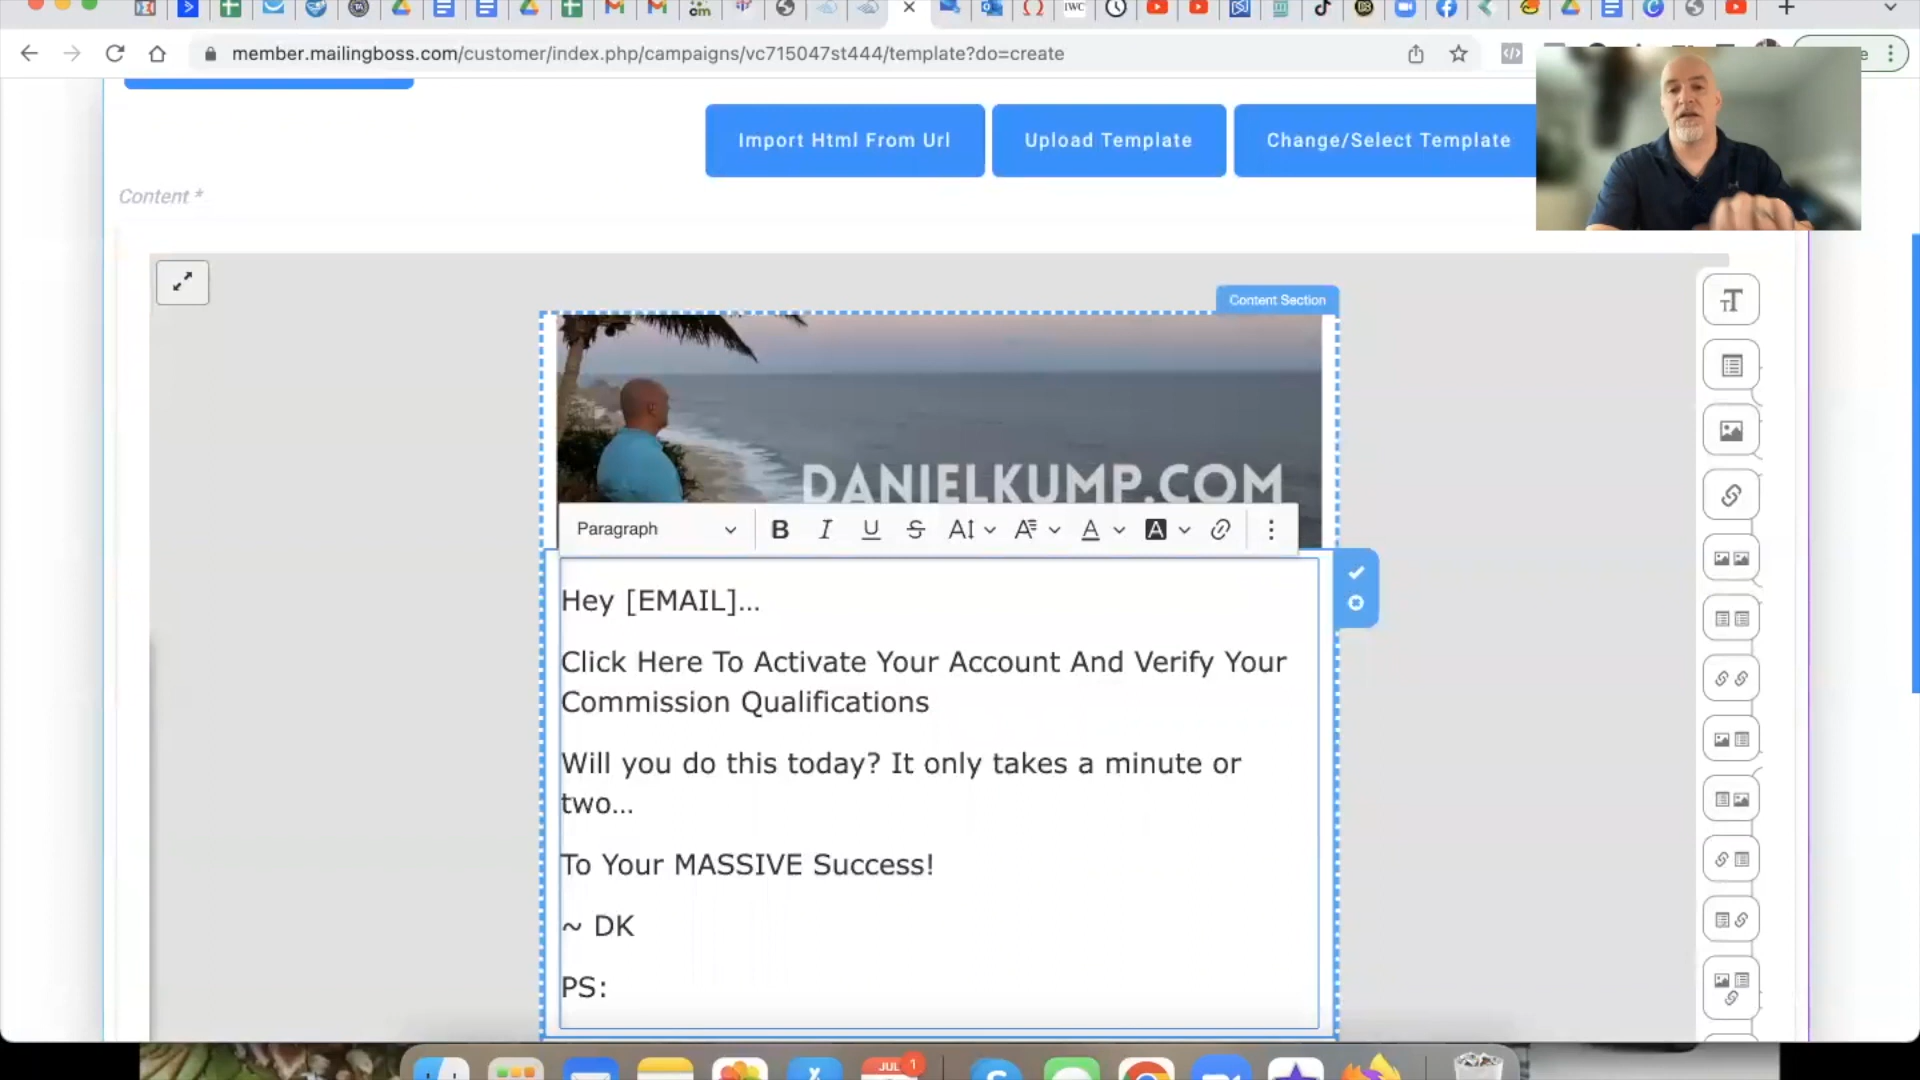 member.mailingboss.com/customer/index.php/campaigns/vc715047st444/template?do=create
Import Html From Url
Upload Template
Change/Select Template
Content *
Content Section
DANIELKUMP.COM
Paragraph
Hey [EMAIL]...
Click Here To Activate Your Account And Verify Your
Commission Qualifications
Will you do this today? It only takes a minute or
two...
To Your MASSIVE Success!
~ DK
PS:
JUL
1